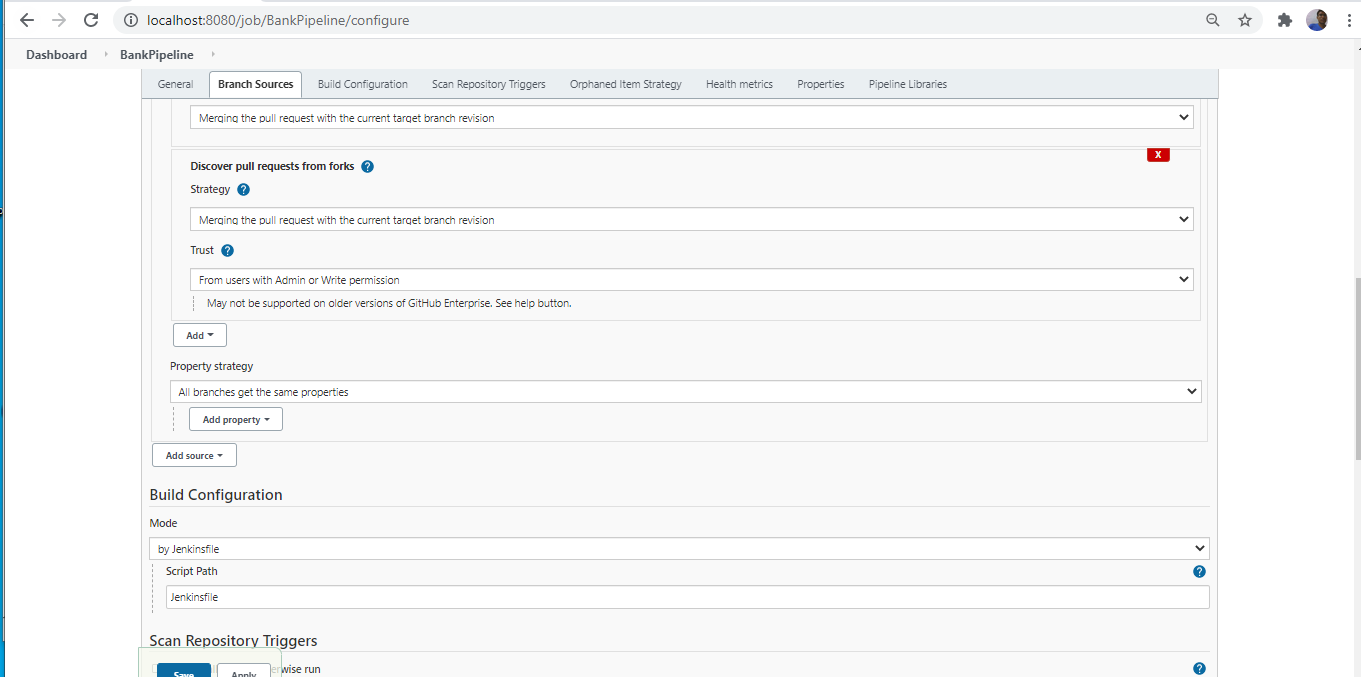 localhost:8080/job/BankPipeline/configure
Dashboard BankPipeline
General Branch Sources Build Configuration Scan Repository Triggers Orphaned Item Strategy Health metrics Properties Pipeline Libraries
Merging the pull request with the current target branch revision
X
Discover pull requests from forks ?
Strategy ?
Merging the pull request with the current target branch revision
Trust ?
From users with Admin or Write permission
May not be supported on older versions of GitHub Enterprise. See help button.
Add
Property strategy
All branches get the same properties
Add property
Add source
Build Configuration
Mode
by Jenkinsfile
Script Path ?
Jenkinsfile
Scan Repository Triggers
Save Apply wise run ?